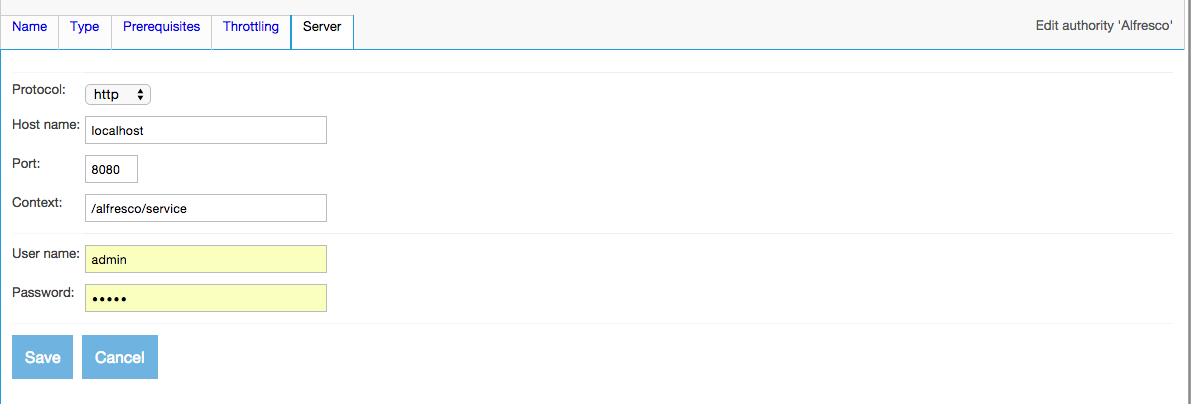 Name Type Prerequisites Throttling Server Edit authority 'Alfresco'
Protocol: http
Host name: localhost
Port: 8080
Context: /alfresco/service
User name: admin
Password: •••••
Save Cancel